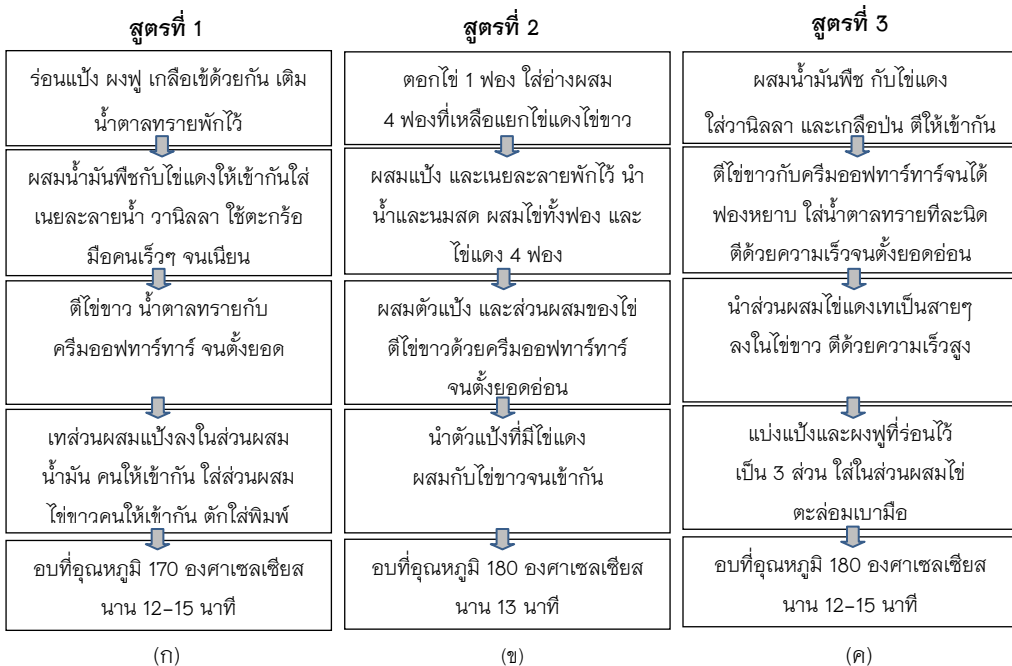 สูตรที่ 1
ร่อนแป้ง ผงฟู เกลือเข้ด้วยกัน เติม
น้ำตาลทรายพักไว้
ผสมน้ำมันพืชกับไข่แดงให้เข้ากันใส่
เนยละลายน้ำ วานิลลา ใช้ตะกร้อ
มือคนเร็วๆ จนเนียน
ตีไข่ขาว น้ำตาลทรายกับ
ครีมออฟทาร์ทาร์ จนตั้งยอด
เทส่วนผสมแป้งลงในส่วนผสม
น้ำมัน คนให้เข้ากัน ใส่ส่วนผสม
ไข่ขาวคนให้เข้ากัน ตักใส่พิมพ์
อบที่อุณหภูมิ 170 องศาเซลเซียส
นาน 12–15 นาที
(ก)
สูตรที่ 2
ตอกไข่ 1 ฟอง ใส่อ่างผสม
4 ฟองที่เหลือแยกไข่แดงไข่ขาว
ผสมแป้ง และเนยละลายพักไว้ นำ
น้ำและนมสด ผสมไข่ทั้งฟอง และ
ไข่แดง 4 ฟอง
ผสมตัวแป้ง และส่วนผสมของไข่
ตีไข่ขาวด้วยครีมออฟทาร์ทาร์
จนตั้งยอดอ่อน
นำตัวแป้งที่มีไข่แดง
ผสมกับไข่ขาวจนเข้ากัน
อบที่อุณหภูมิ 180 องศาเซลเซียส
นาน 13 นาที
(ข)
สูตรที่ 3
ผสมน้ำมันพืช กับไข่แดง
ใส่วานิลลา และเกลือป่น ตีให้เข้ากัน
ตีไข่ขาวกับครีมออฟทาร์ทาร์จนได้
ฟองหยาบ ใส่น้ำตาลทรายทีละนิด
ตีด้วยความเร็วจนตั้งยอดอ่อน
นำส่วนผสมไข่แดงเทเป็นสายๆ
ลงในไข่ขาว ตีด้วยความเร็วสูง
แบ่งแป้งและผงฟูที่ร่อนไว้
เป็น 3 ส่วน ใส่ในส่วนผสมไข่
ตะล่อมเบามือ
อบที่อุณหภูมิ 180 องศาเซลเซียส
นาน 12–15 นาที
(ค)